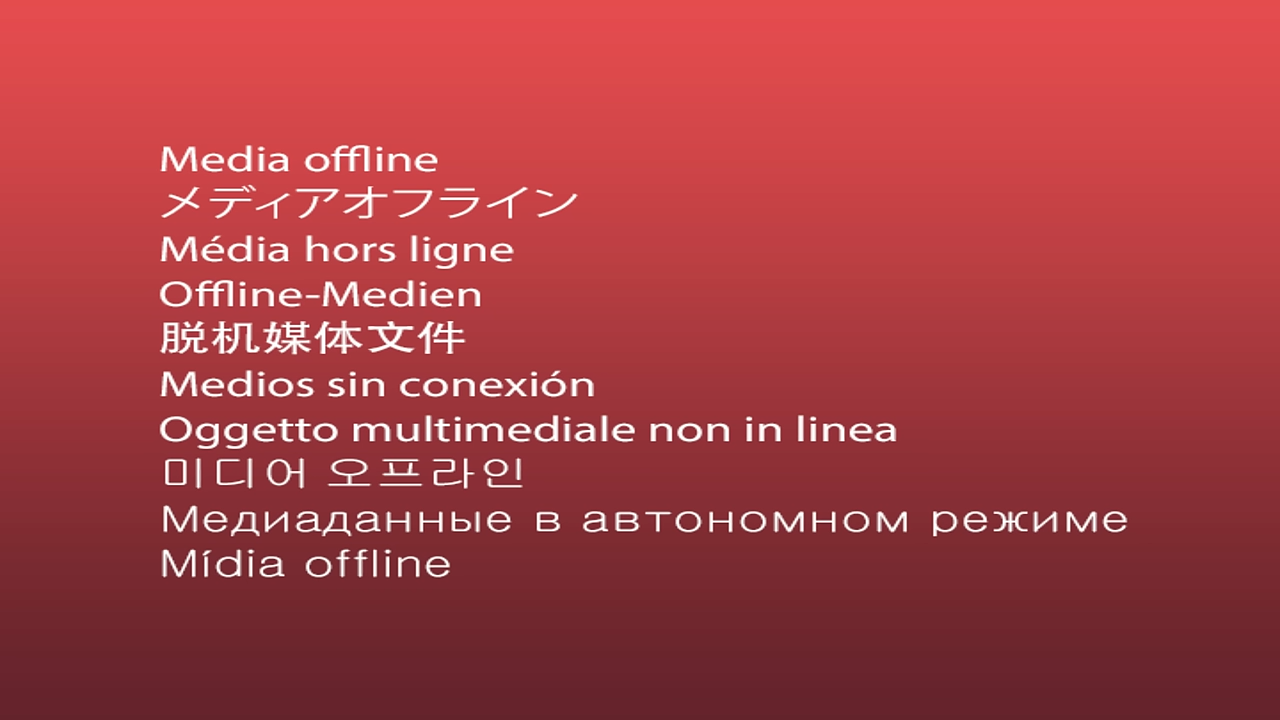 Media offline
メディアオフライン
Média hors ligne
Offline-Medien
脱机媒体文件
Medios sin conexión
Oggetto multimediale non in linea
미디어 오프라인
Медиаданные в автономном режиме
Mídia offline